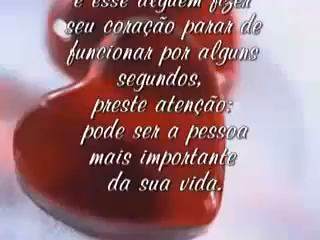 e esse alguém fizer
seu coração parar de
funcionar por alguns
segundos,
preste atenção:
pode ser a pessoa
mais importante
da sua vida.